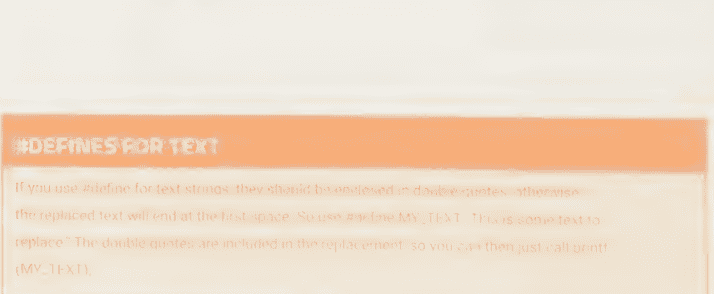 #DEFINES FOR TEXT
If you use #define for text strings, they should be enclosed in double quotes, otherwise
the replaced text will end at the first space. So use #define MY_TEXT "This is some text to
replace." The double quotes are included in the replacement, so you can then just call printf
(MY_TEXT);